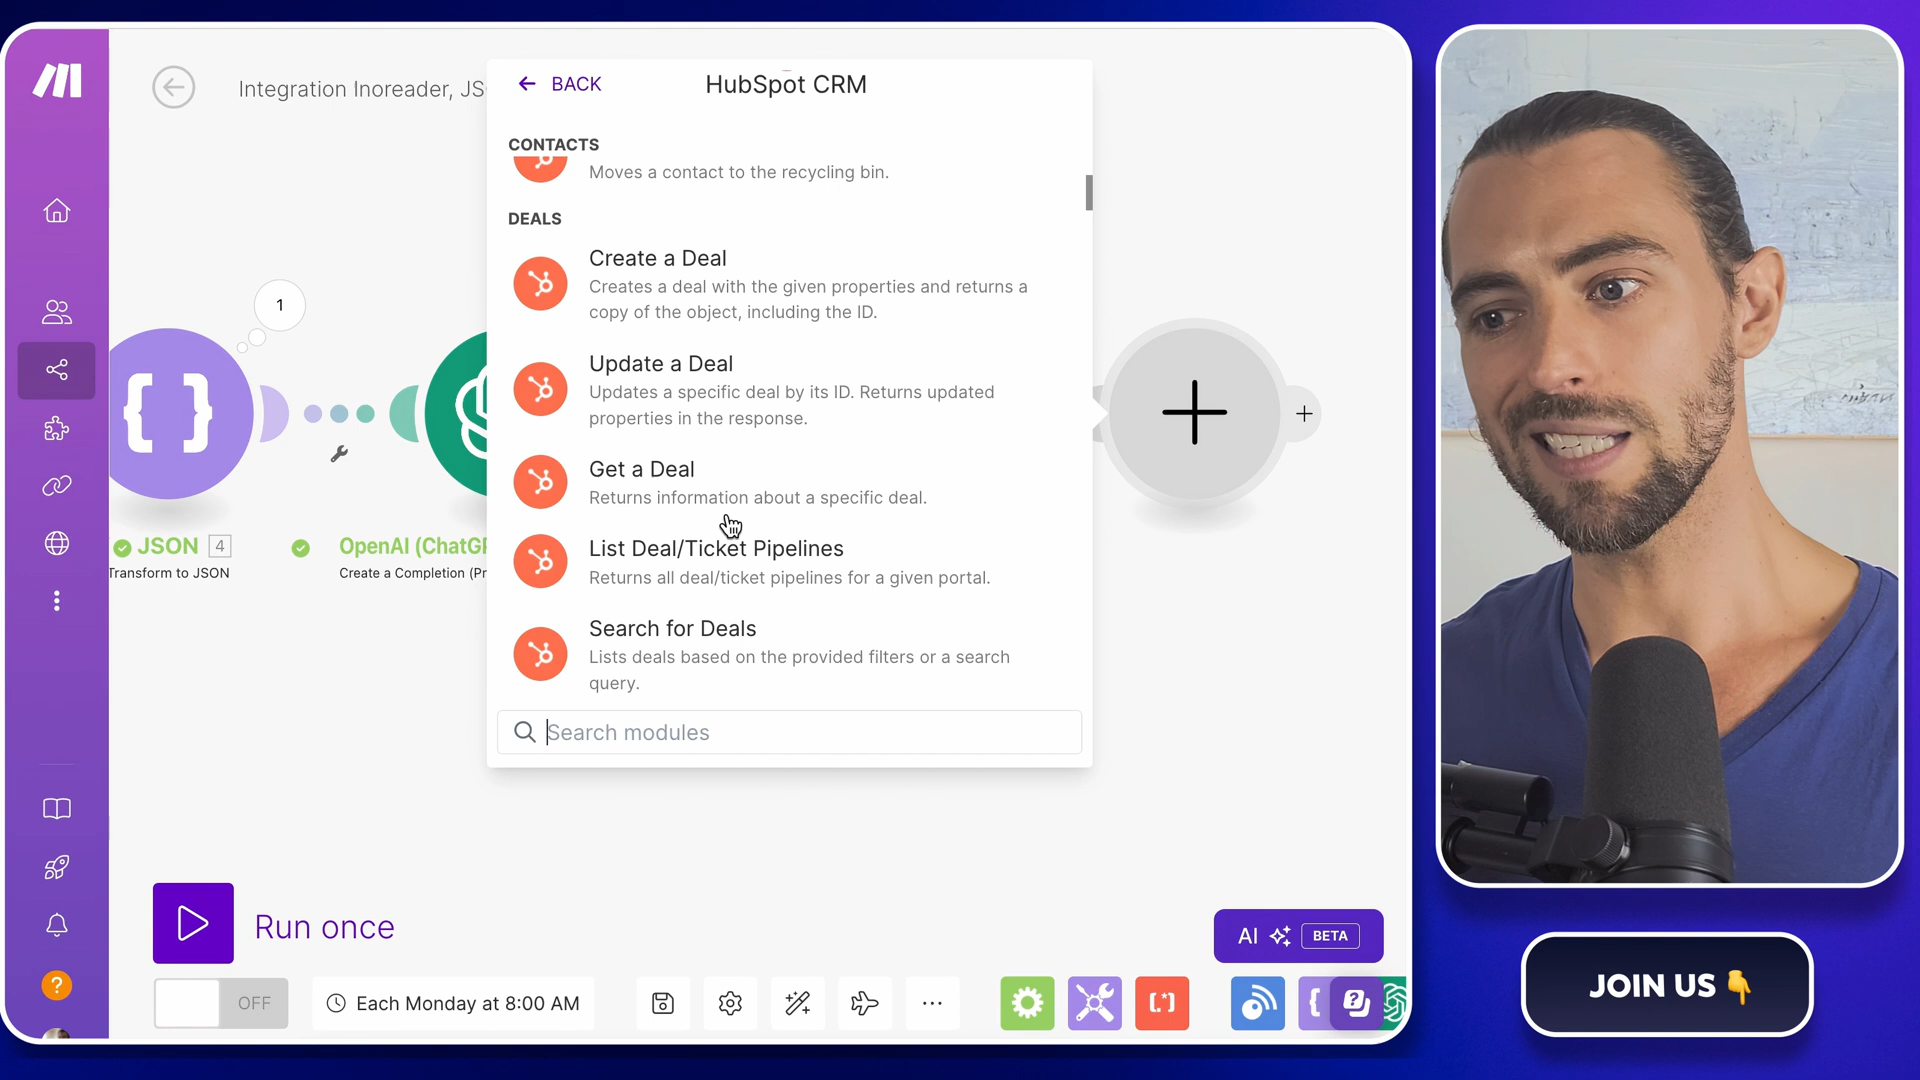 Integration Inoreader, JS
BACK
HubSpot CRM
CONTACTS
Moves a contact to the recycling bin.
DEALS
Create a Deal
Creates a deal with the given properties and returns a
copy of the object, including the ID.
Update a Deal
Updates a specific deal by its ID. Returns updated
properties in the response.
Get a Deal
Returns information about a specific deal.
List Deal/Ticket Pipelines
Returns all deal/ticket pipelines for a given portal.
Search for Deals
Lists deals based on the provided filters or a search
query.
Search modules
1
JSON 4
Transform to JSON
OpenAI (ChatGP
Create a Completion (Pr
Run once
AI BETA
OFF
Each Monday at 8:00 AM
JOIN US 👇